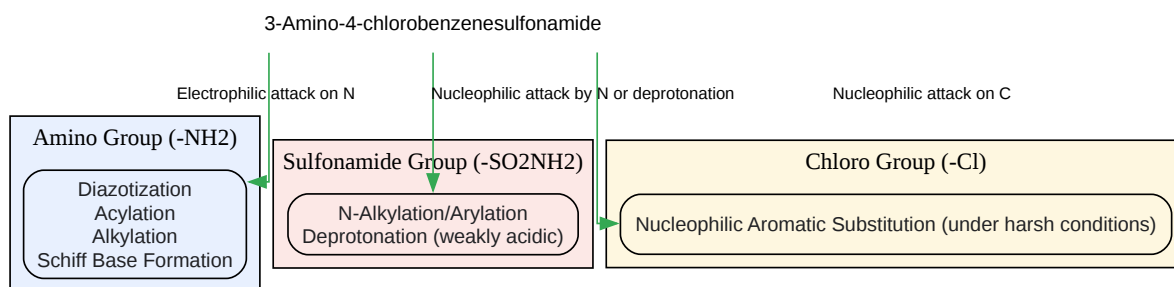 3-Amino-4-chlorobenzenesulfonamide
Electrophilic attack on N
Nucleophilic attack by N or deprotonation
Nucleophilic attack on C
Amino Group (-NH2)
Diazotization
Acylation
Alkylation
Schiff Base Formation
Sulfonamide Group (-SO2NH2)
N-Alkylation/Arylation
Deprotonation (weakly acidic)
Chloro Group (-Cl)
Nucleophilic Aromatic Substitution (under harsh conditions)